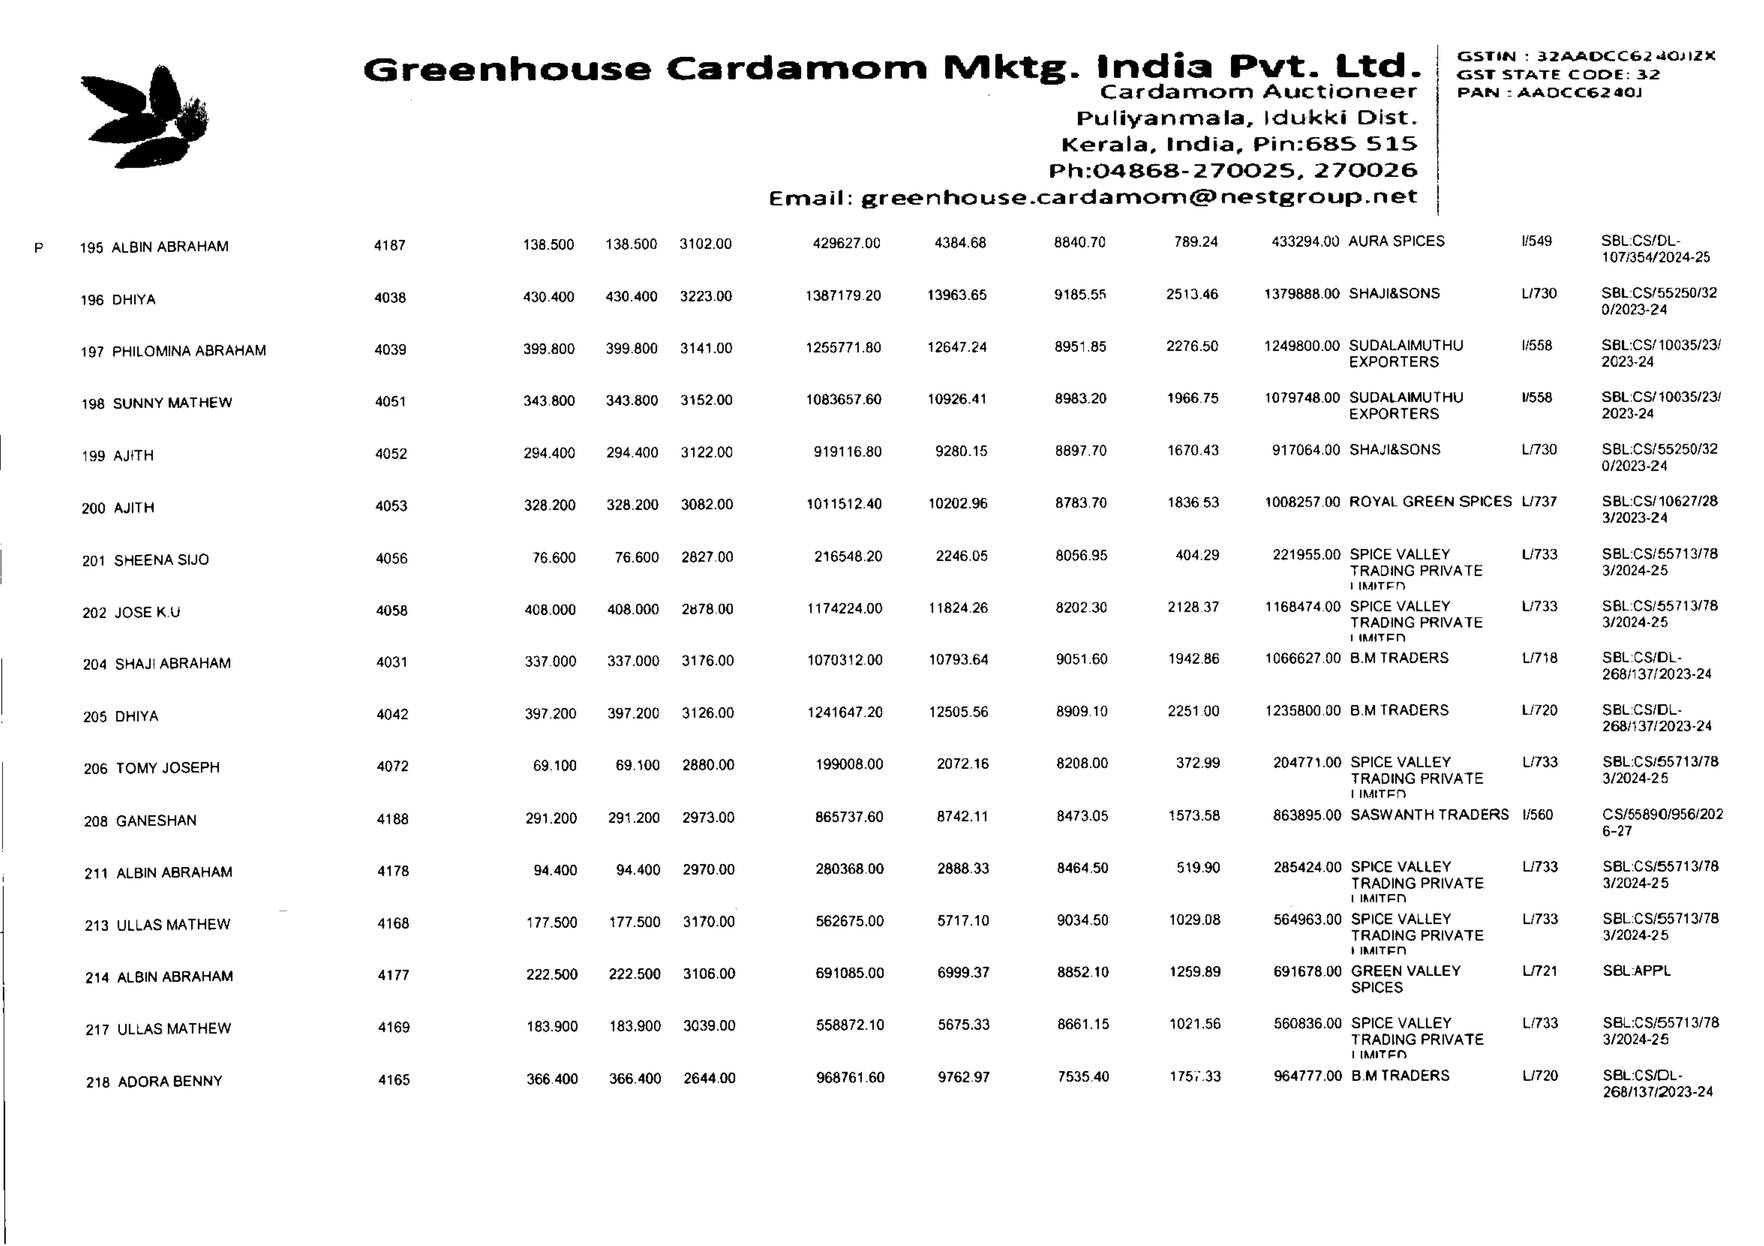 Greenhouse Cardamom Mktg. India Pvt. Ltd.
Cardamom Auctioneer
Puliyanmala, Idukki Dist.
Kerala, India, Pin:685 515
Ph:04868-270025, 270026
Email: greenhouse.cardamom@nestgroup.net
GSTIN : 32AADCC6240J1ZX
GST STATE CODE: 32
PAN : AADCC6240J
P 195 ALBIN ABRAHAM 4187 138.500 138.500 3102.00 429627.00 4384.68 8840.70 789.24 433294.00 AURA SPICES I/549 SBL:CS/DL-
107/354/2024-25
196 DHIYA 4038 430.400 430.400 3223.00 1387179.20 13963.65 9185.55 2513.46 1379888.00 SHAJI&SONS L/730 SBL:CS/55250/32
0/2023-24
197 PHILOMINA ABRAHAM 4039 399.800 399.800 3141.00 1255771.80 12647.24 8951.85 2276.50 1249800.00 SUDALAIMUTHU I/558 SBL:CS/10035/23/
EXPORTERS 2023-24
198 SUNNY MATHEW 4051 343.800 343.800 3152.00 1083657.60 10926.41 8983.20 1966.75 1079748.00 SUDALAIMUTHU I/558 SBL:CS/10035/23/
EXPORTERS 2023-24
199 AJITH 4052 294.400 294.400 3122.00 919116.80 9280.15 8897.70 1670.43 917064.00 SHAJI&SONS L/730 SBL:CS/55250/32
0/2023-24
200 AJITH 4053 328.200 328.200 3082.00 1011512.40 10202.96 8783.70 1836.53 1008257.00 ROYAL GREEN SPICES L/737 SBL:CS/10627/28
3/2023-24
201 SHEENA SIJO 4056 76.600 76.600 2827.00 216548.20 2246.05 8056.95 404.29 221955.00 SPICE VALLEY L/733 SBL:CS/55713/78
TRADING PRIVATE 3/2024-25
LIMITED
202 JOSE K.U 4058 408.000 408.000 2878.00 1174224.00 11824.26 8202.30 2128.37 1168474.00 SPICE VALLEY L/733 SBL:CS/55713/78
TRADING PRIVATE 3/2024-25
LIMITED
204 SHAJI ABRAHAM 4031 337.000 337.000 3176.00 1070312.00 10793.64 9051.60 1942.86 1066627.00 B.M TRADERS L/718 SBL:CS/DL-
268/137/2023-24
205 DHIYA 4042 397.200 397.200 3126.00 1241647.20 12505.56 8909.10 2251.00 1235800.00 B.M TRADERS L/720 SBL:CS/DL-
268/137/2023-24
206 TOMY JOSEPH 4072 69.100 69.100 2880.00 199008.00 2072.16 8208.00 372.99 204771.00 SPICE VALLEY L/733 SBL:CS/55713/78
TRADING PRIVATE 3/2024-25
LIMITED
208 GANESHAN 4188 291.200 291.200 2973.00 865737.60 8742.11 8473.05 1573.58 863895.00 SASWANTH TRADERS I/560 CS/55890/956/202
6-27
211 ALBIN ABRAHAM 4178 94.400 94.400 2970.00 280368.00 2888.33 8464.50 519.90 285424.00 SPICE VALLEY L/733 SBL:CS/55713/78
TRADING PRIVATE 3/2024-25
LIMITED
213 ULLAS MATHEW 4168 177.500 177.500 3170.00 562675.00 5717.10 9034.50 1029.08 564963.00 SPICE VALLEY L/733 SBL:CS/55713/78
TRADING PRIVATE 3/2024-25
LIMITED
214 ALBIN ABRAHAM 4177 222.500 222.500 3106.00 691085.00 6999.37 8852.10 1259.89 691678.00 GREEN VALLEY L/721 SBL:APPL
SPICES
217 ULLAS MATHEW 4169 183.900 183.900 3039.00 558872.10 5675.33 8661.15 1021.56 560836.00 SPICE VALLEY L/733 SBL:CS/55713/78
TRADING PRIVATE 3/2024-25
LIMITED
218 ADORA BENNY 4165 366.400 366.400 2644.00 968761.60 9762.97 7535.40 1757.33 964777.00 B.M TRADERS L/720 SBL:CS/DL-
268/137/2023-24